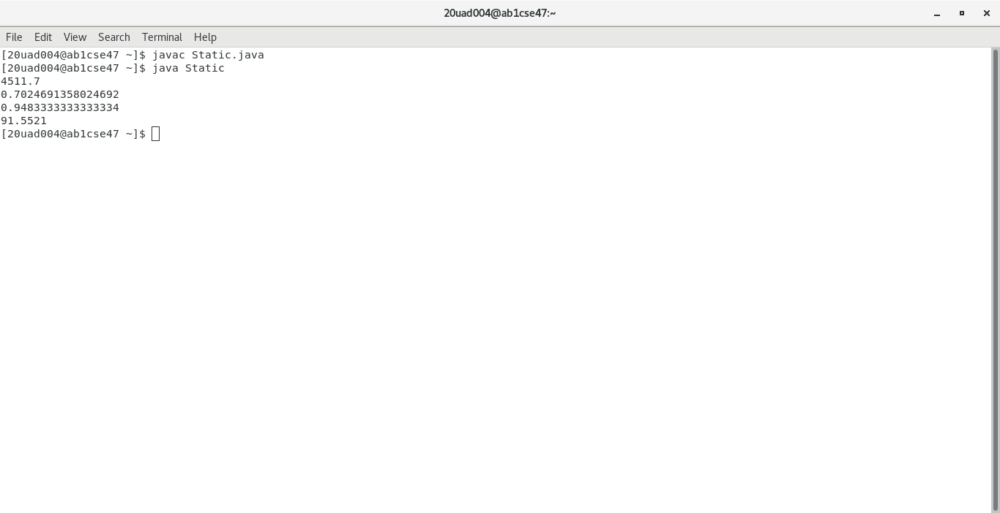 20uad004@ab1cse47:~
File Edit View Search Terminal Help
[20uad004@ab1cse47 ~]$ javac Static.java
[20uad004@ab1cse47 ~]$ java Static
4511.7
0.7024691358024692
0.9483333333333334
91.5521
[20uad004@ab1cse47 ~]$